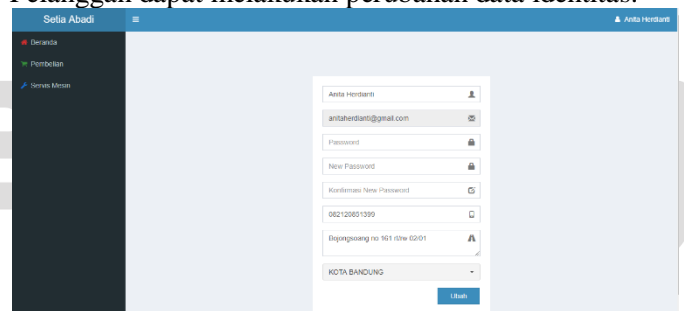 Pelanggan dapat melakukan perubahan data identitas.
Setia Abadi
Anita Herdianti
Beranda
Pembelian
Servis Mesin
Anita Herdianti
anitaherdianti@gmail.com
Password
New Password
Konfirmasi New Password
082120851399
Bojongsoang no 161 rt/rw 02/01
KOTA BANDUNG
Ubah